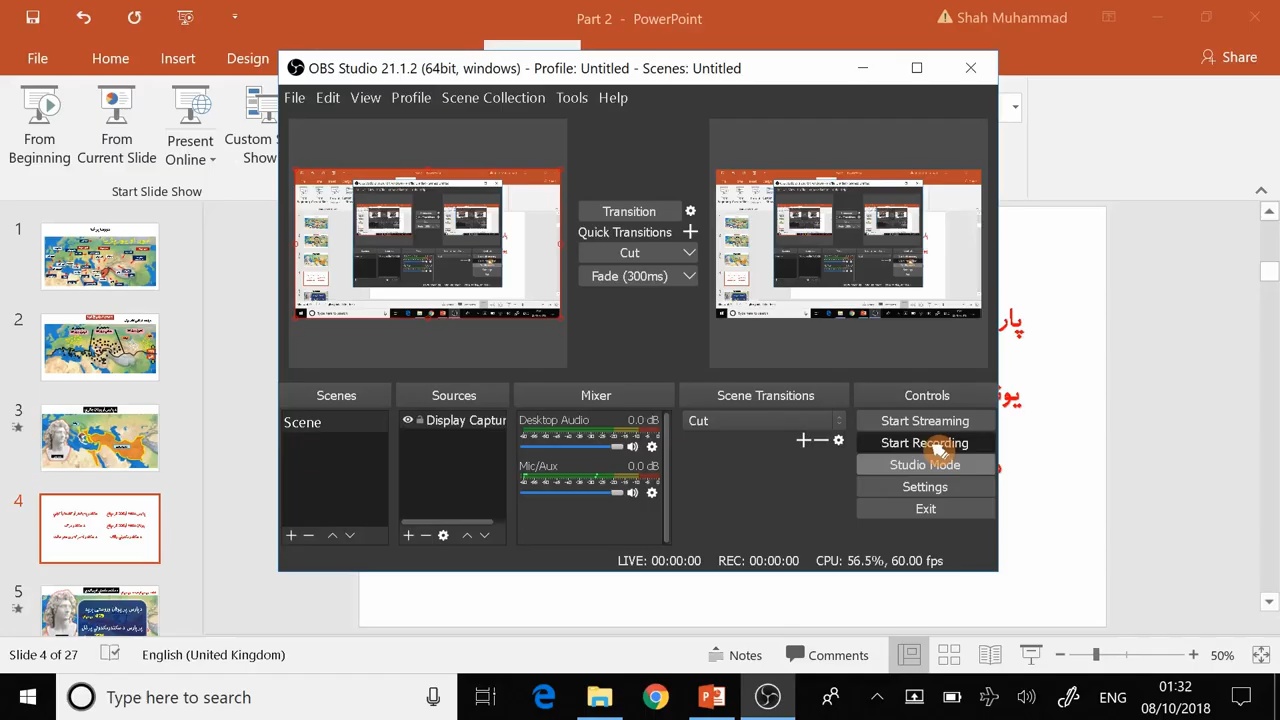 Part 2 - PowerPoint
Shah Muhammad
File
Home
Insert
Design
Share
From Beginning
From Current Slide
Present Online
Custom S
Show
Start Slide Show
OBS Studio 21.1.2 (64bit, windows) - Profile: Untitled - Scenes: Untitled
File Edit View Profile Scene Collection Tools Help
Transition
Quick Transitions
Cut
Fade (300ms)
Scenes
Sources
Mixer
Scene Transitions
Controls
Scene
Display Captur
Desktop Audio 0.0 dB
Mic/Aux 0.0 dB
Cut
Start Streaming
Start Recording
Studio Mode
Settings
Exit
LIVE: 00:00:00 REC: 00:00:00 CPU: 56.5%, 60.00 fps
1
2
3
4
5
Slide 4 of 27
English (United Kingdom)
Notes
Comments
50%
Type here to search
ENG
01:32
08/10/2018